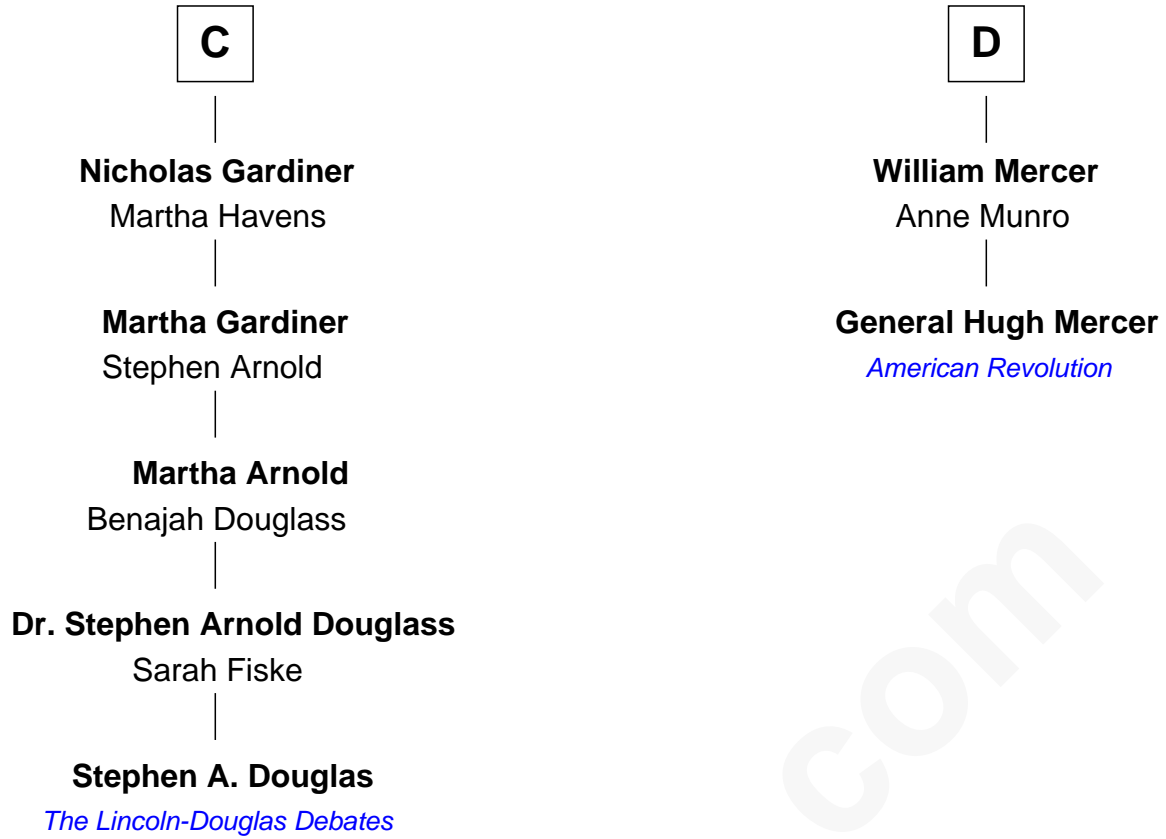 C
Nicholas Gardiner
Martha Havens
Martha Gardiner
Stephen Arnold
Martha Arnold
Benajah Douglass
Dr. Stephen Arnold Douglass
Sarah Fiske
Stephen A. Douglas
The Lincoln-Douglas Debates
D
William Mercer
Anne Munro
General Hugh Mercer
American Revolution
com